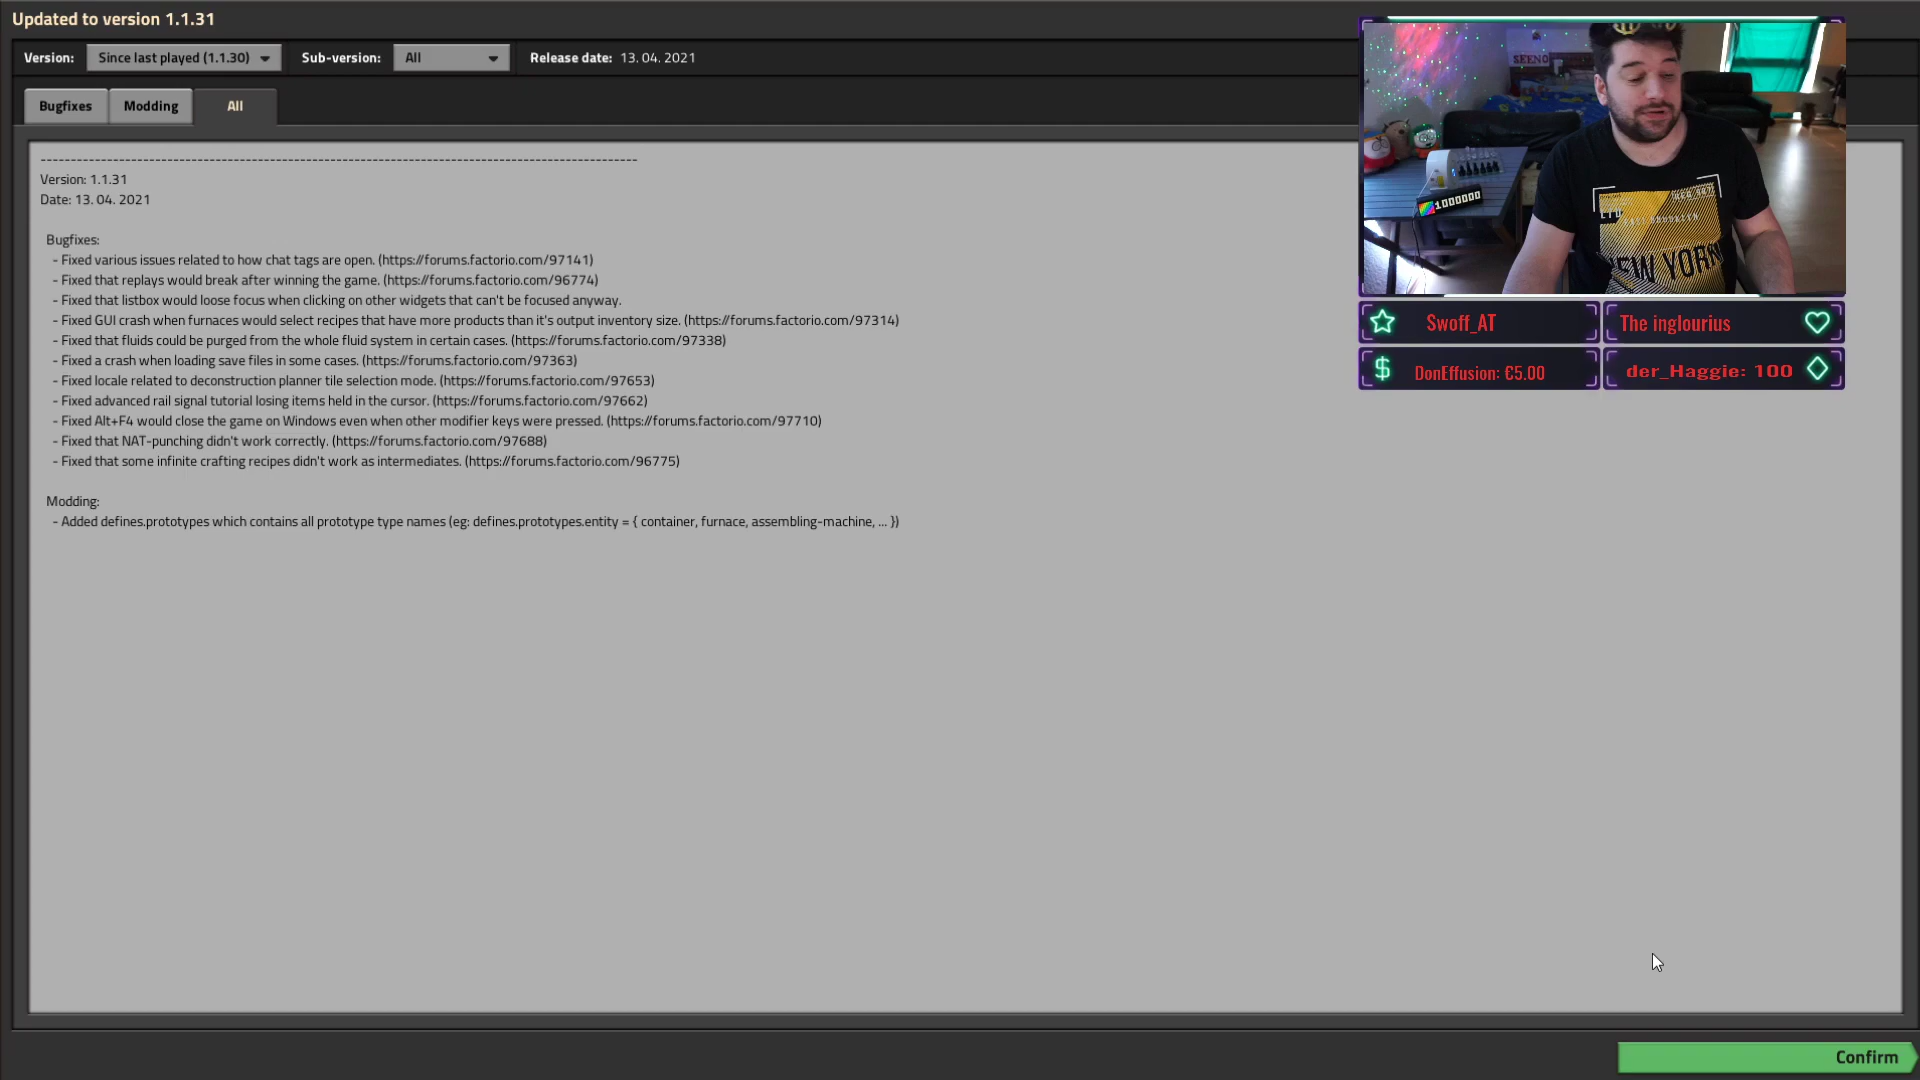 Updated to version 1.1.31
Version: Since last played (1.1.30) Sub-version: All Release date: 13. 04. 2021
Bugfixes Modding All
----------------------------------------------------------------------------------------------------
Version: 1.1.31
Date: 13. 04. 2021
Bugfixes:
- Fixed various issues related to how chat tags are open. (https://forums.factorio.com/97141)
- Fixed that replays would break after winning the game. (https://forums.factorio.com/96774)
- Fixed that listbox would loose focus when clicking on other widgets that can't be focused anyway.
- Fixed GUI crash when furnaces would select recipes that have more products than it's output inventory size. (https://forums.factorio.com/97314)
- Fixed that fluids could be purged from the whole fluid system in certain cases. (https://forums.factorio.com/97338)
- Fixed a crash when loading save files in some cases. (https://forums.factorio.com/97363)
- Fixed locale related to deconstruction planner tile selection mode. (https://forums.factorio.com/97653)
- Fixed advanced rail signal tutorial losing items held in the cursor. (https://forums.factorio.com/97662)
- Fixed Alt+F4 would close the game on Windows even when other modifier keys were pressed. (https://forums.factorio.com/97710)
- Fixed that NAT-punching didn't work correctly. (https://forums.factorio.com/97688)
- Fixed that some infinite crafting recipes didn't work as intermediates. (https://forums.factorio.com/96775)
Modding:
- Added defines.prototypes which contains all prototype type names (eg: defines.prototypes.entity = { container, furnace, assembling-machine, ... })
1000000
NEW YORK
Swoff_AT
The inglourius
$ DonEffusion: €5.00
der_Haggie: 100
Confirm